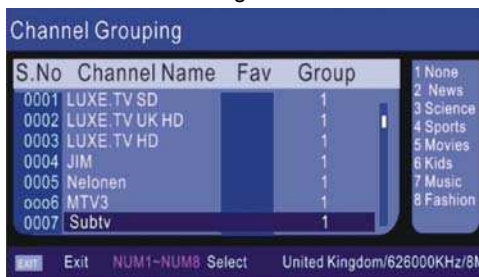 Channel Grouping
S.No Channel Name Fav Group
0001 LUXE.TV SD 1
0002 LUXE.TV UK HD 1
0003 LUXE.TV HD 1
0004 JIM 1
0005 Nelonen 1
0006 MTV3 1
0007 Subtv 1
1 None
2 News
3 Science
4 Sports
5 Movies
6 Kids
7 Music
8 Fashion
EXIT Exit NUM1~NUM8 Select United Kingdom/626000KHz/8M